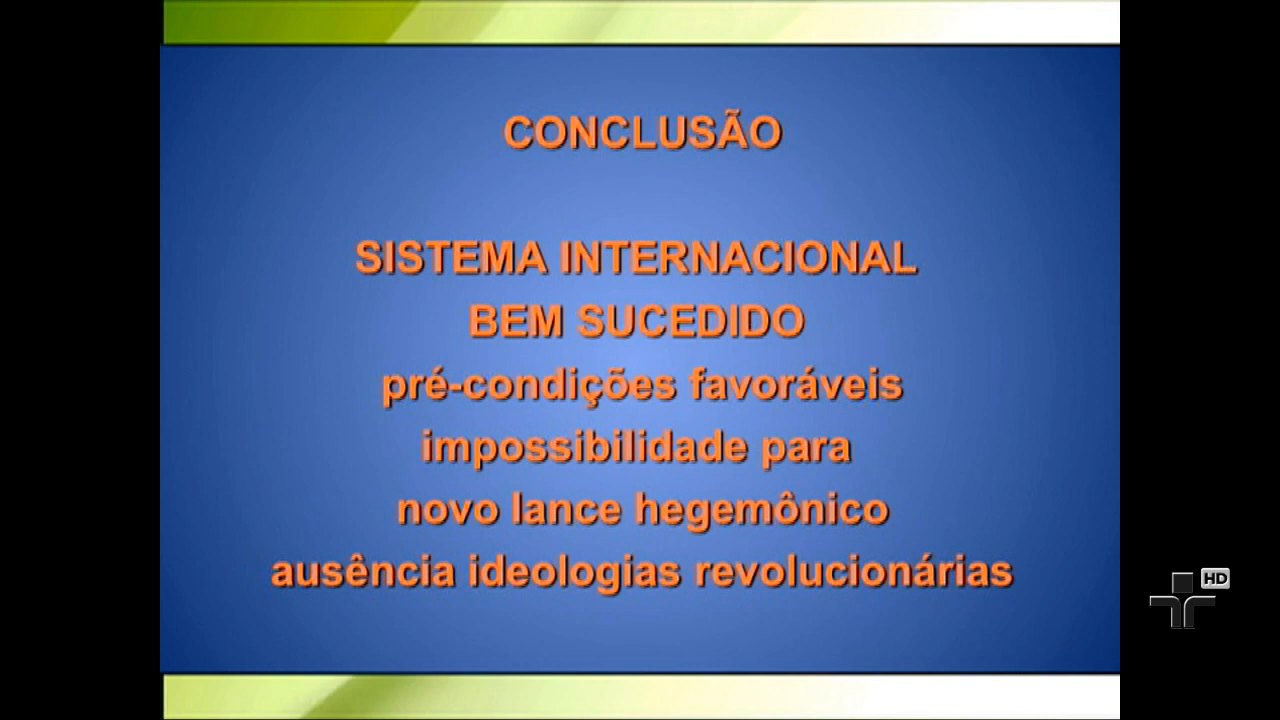 CONCLUSÃO
SISTEMA INTERNACIONAL
BEM SUCEDIDO
pré-condições favoráveis
impossibilidade para
novo lance hegemônico
ausência ideologias revolucionárias
HD